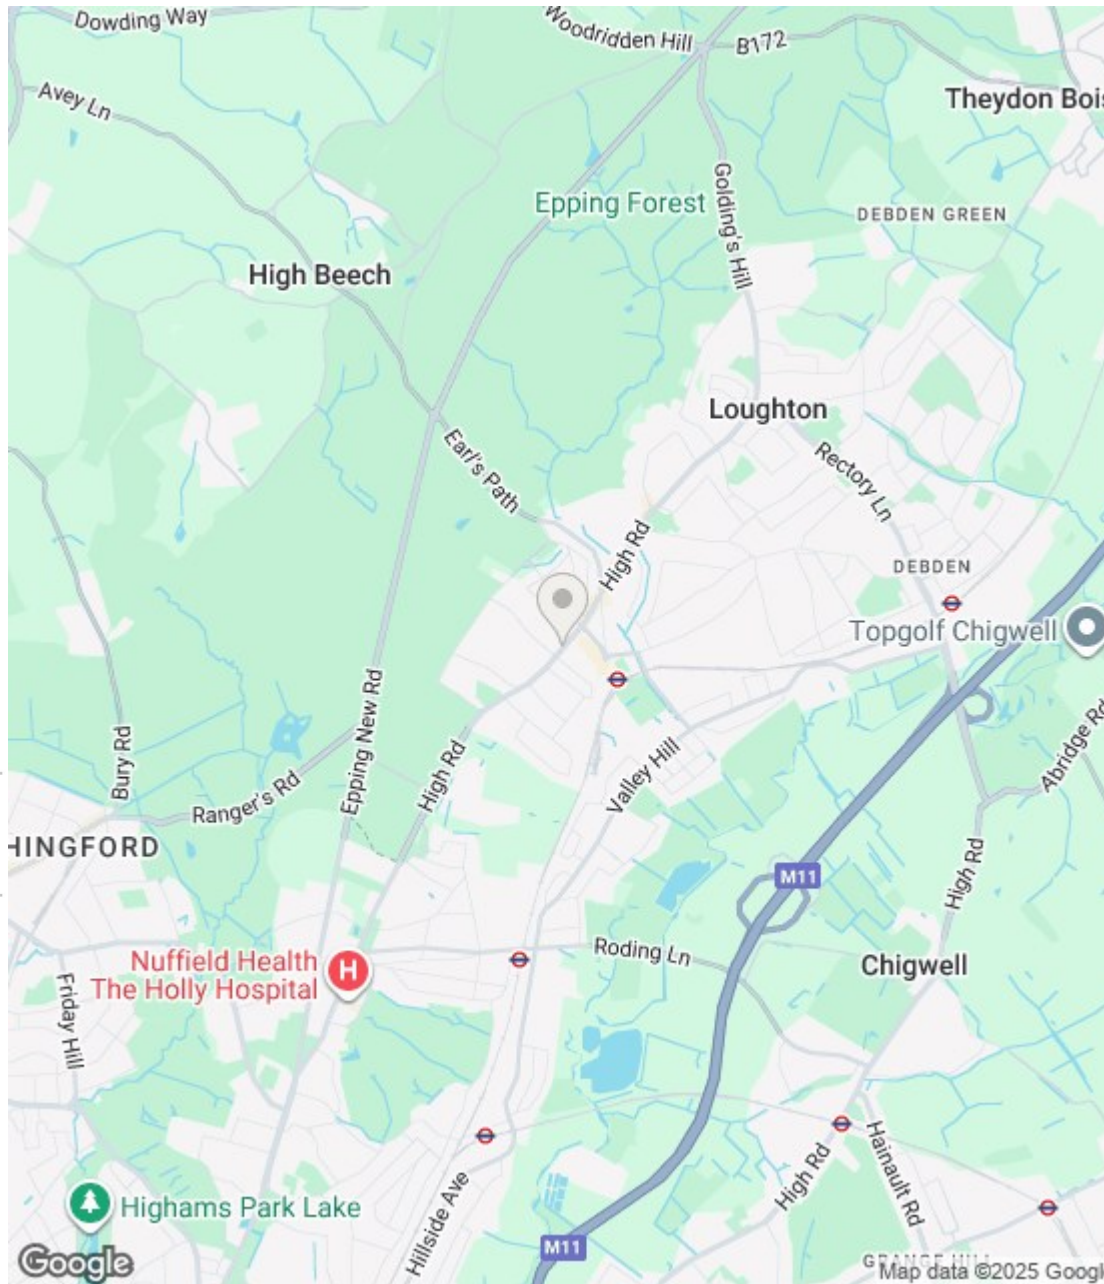 Dowding Way
Woodridden Hill
B172
Avey Ln
Theydon Bois
Golding's Hill
Epping Forest
DEBDEN GREEN
High Beech
Loughton
Earl's Path
Rectory Ln
High Rd
DEBDEN
Topgolf Chigwell
Epping New Rd
Bury Rd
Abridge Rd
High Rd
Valley Hill
Ranger's Rd
HINGFORD
High Rd
M11
Roding Ln
Chigwell
Nuffield Health
The Holly Hospital
H
Friday Hill
Hainault Rd
High Rd
Hillside Ave
Highams Park Lake
M11
GRANGE HILL
Google
Map data ©2025 Google